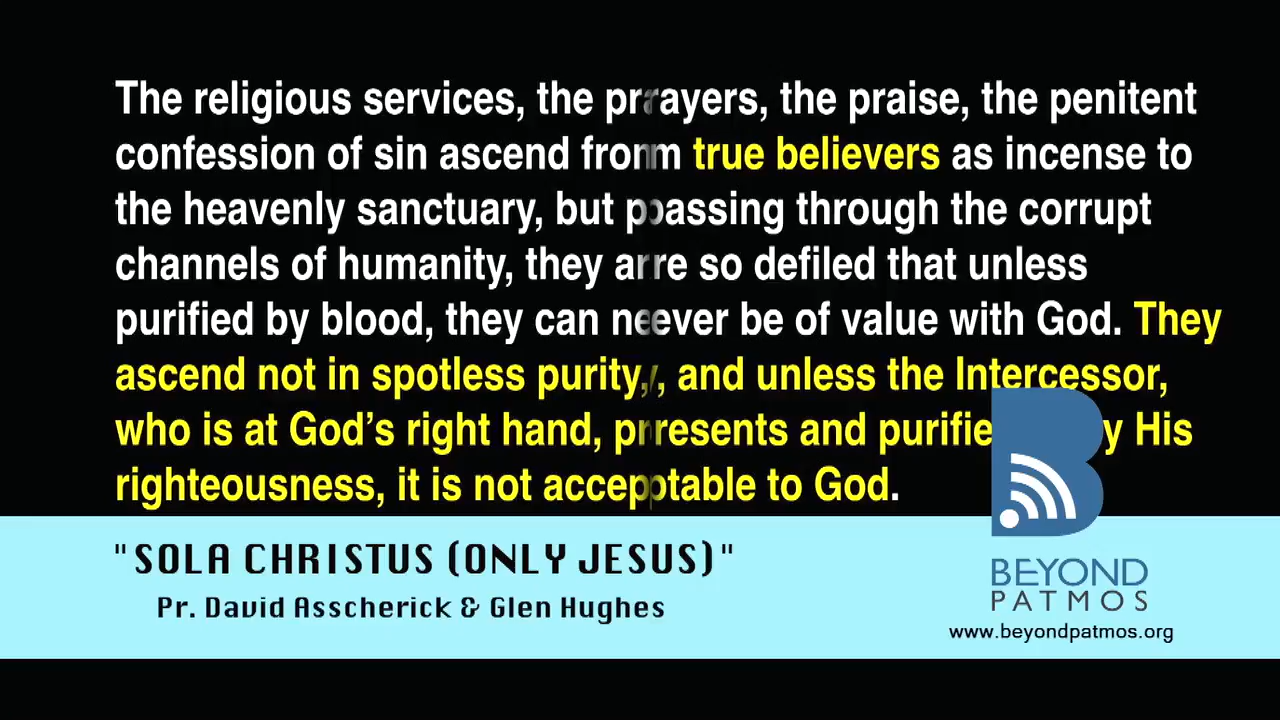 The religious services, the prayers, the praise, the penitent
confession of sin ascend from true believers as incense to
the heavenly sanctuary, but passing through the corrupt
channels of humanity, they are so defiled that unless
purified by blood, they can never be of value with God. They
ascend not in spotless purity, and unless the Intercessor,
who is at God’s right hand, presents and purifie y His
righteousness, it is not acceptable to God.
"SOLA CHRISTUS (ONLY JESUS)"
Pr. David Asscherick & Glen Hughes
BEYOND
PATMOS
www.beyondpatmos.org